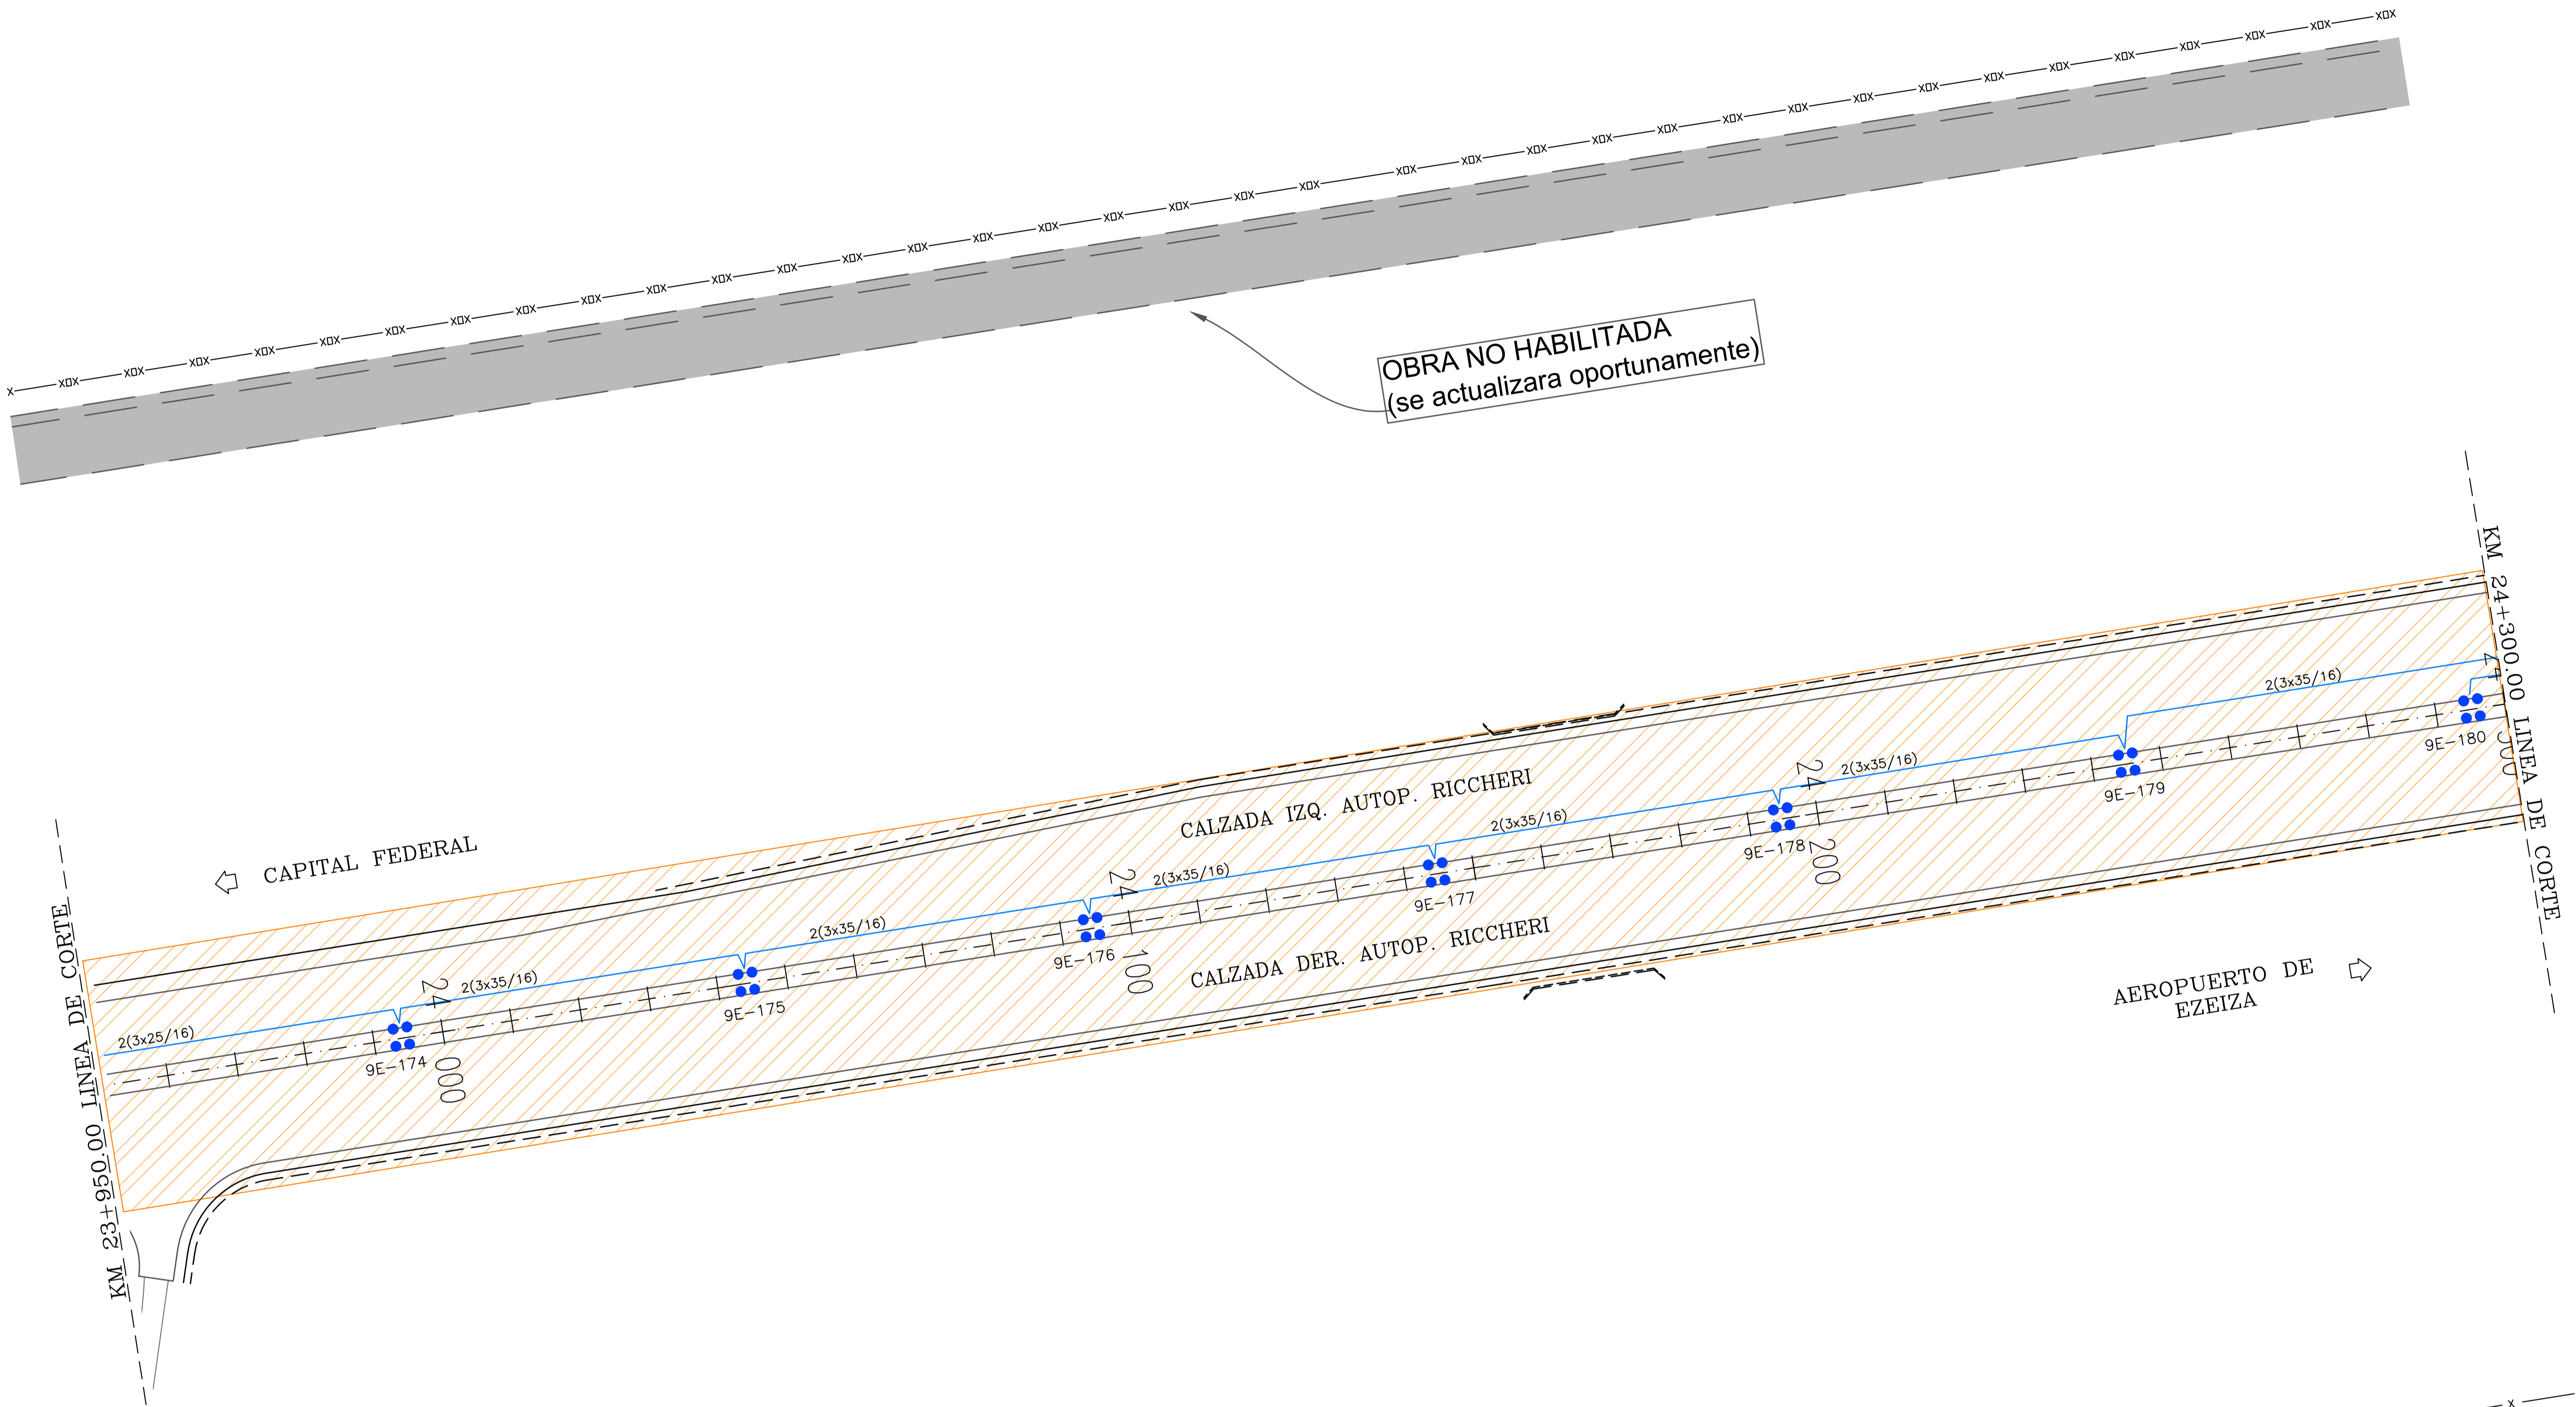 OBRA NO HABILITADA
(se actualizara oportunamente)
KM 24+300.00 LINEA DE CORTE
KM 23+950.00 LINEA DE CORTE
CAPITAL FEDERAL
CALZADA IZQ. AUTOP. RICCHERI
CALZADA DER. AUTOP. RICCHERI
AEROPUERTO DE
EZEIZA
2(3x25/16)
2(3x35/16)
2(3x35/16)
2(3x35/16)
2(3x35/16)
2(3x35/16)
2(3x35/16)
9E-174
9E-175
9E-176
9E-177
9E-178
9E-179
9E-180
24
000
24
100
24
200